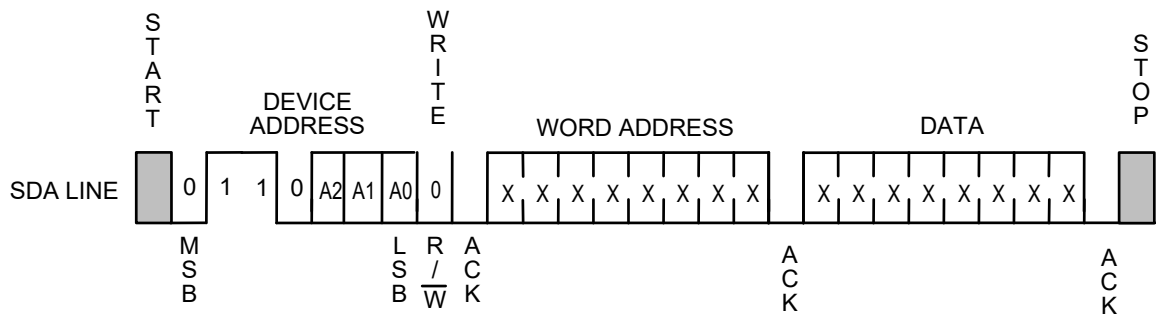 START
WRITE
STOP
DEVICE
ADDRESS
WORD ADDRESS
DATA
SDA LINE
0 1 1 0 A2 A1 A0 0
X X X X X X X X
X X X X X X X X
MSB
LSB
R/W
ACK
ACK
ACK